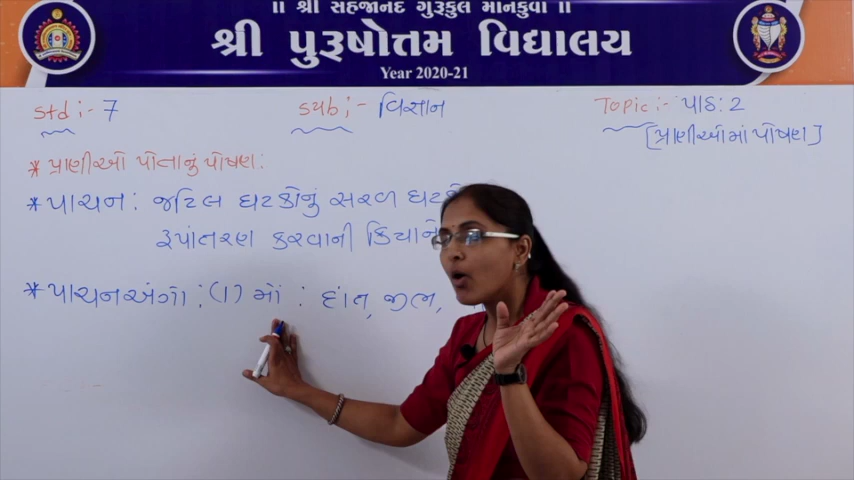 ॥ શ્રી સહજાનંદ ગુરુકુલ માનકુવા ॥
શ્રી પુરૂષોત્તમ વિદ્યાલય
Year 2020-21
std :- 7 sub :- વિજ્ઞાન Topic :- પાઠ : 2
[પ્રાણીઓમાં પોષણ]
* પ્રાણીઓ પોતાનું પોષણ :
* પાચન : જટિલ ઘટકોનું સરળ
રૂપાંતરણ કરવાની ક્રિયાને
* પાચનઅંગો : (1) મોં : દાંત, જીભ,